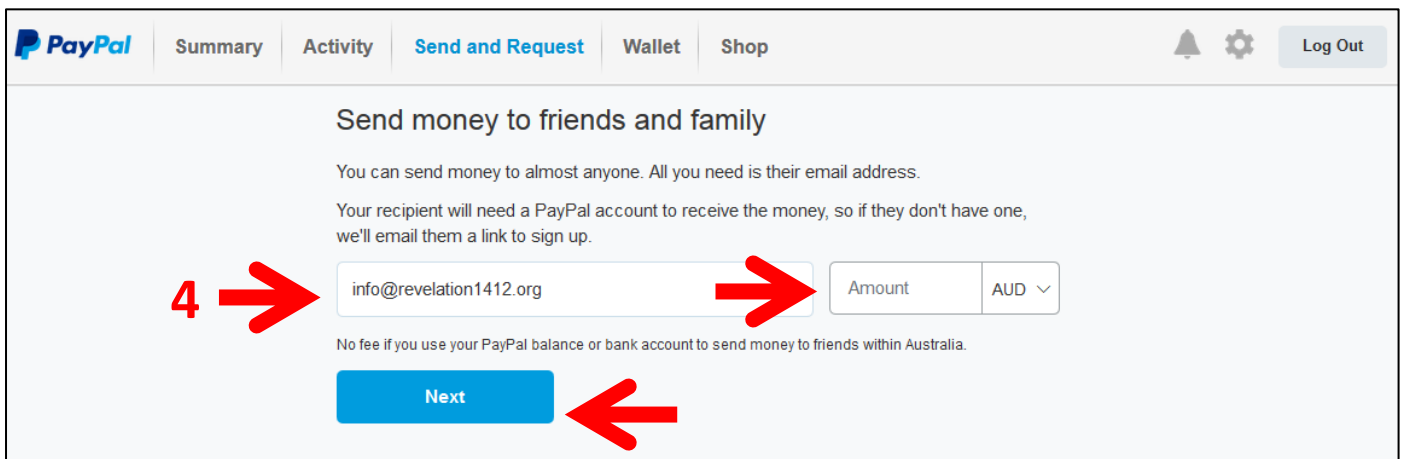 PayPal Summary Activity Send and Request Wallet Shop Log Out
Send money to friends and family
You can send money to almost anyone. All you need is their email address.
Your recipient will need a PayPal account to receive the money, so if they don't have one,
we'll email them a link to sign up.
4 info@revelation1412.org Amount AUD
No fee if you use your PayPal balance or bank account to send money to friends within Australia.
Next